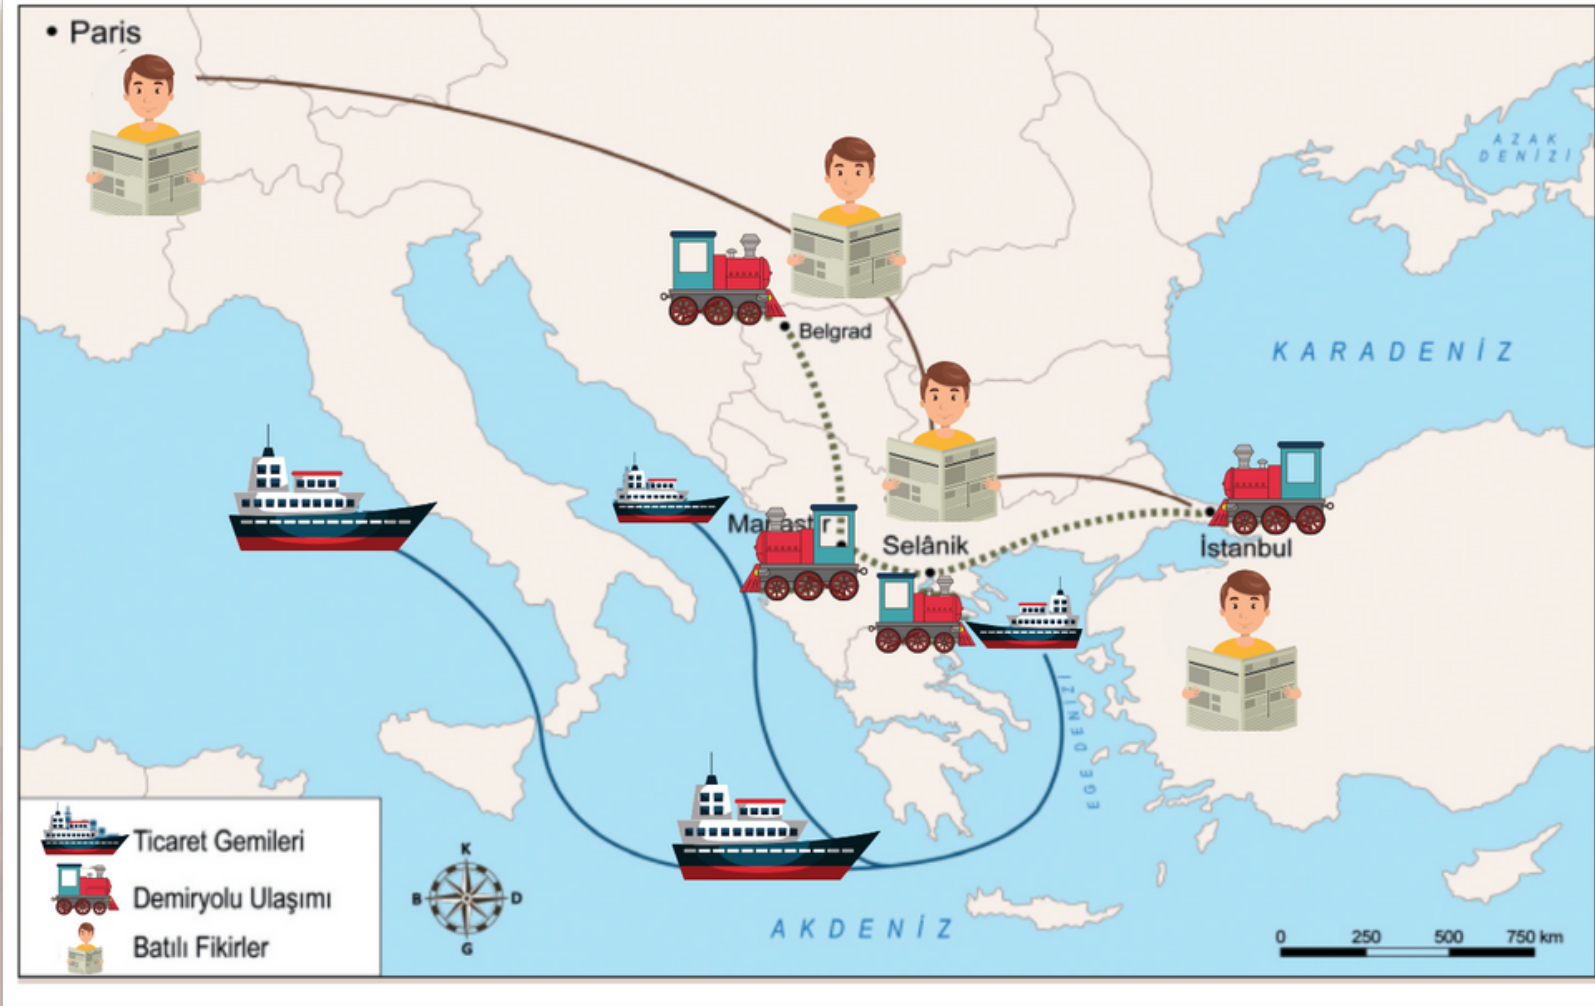 • Paris
AZAK
DENİZİ
Belgrad
KARADENİZ
Selânik
İstanbul
EGE DENİZİ
Ticaret Gemileri
Demiryolu Ulaşımı
Batılı Fikirler
K
B
D
G
AKDENİZ
0 250 500 750 km